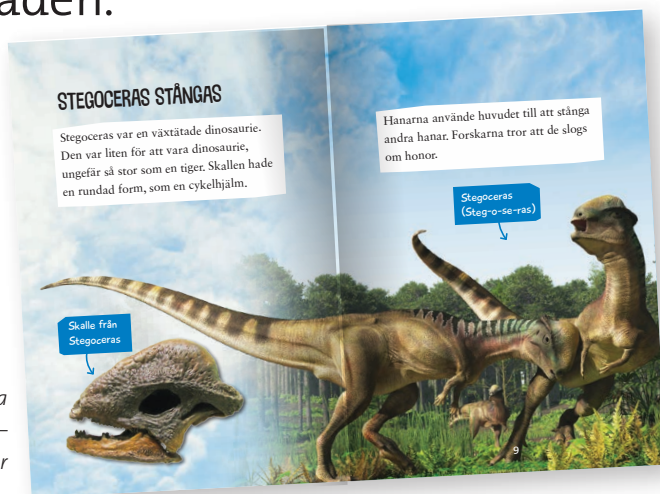 aden.
STEGOCERAS STÅNGAS
Stegoceras var en växtätade dinosaurie.
Den var liten för att vara dinosaurie,
ungefär så stor som en tiger. Skallen hade
en rundad form, som en cykelhjälm.
Hanarna använde huvudet till att stånga
andra hanar. Forskarna tror att de slogs
om honor.
Stegoceras
(Steg-o-se-ras)
Skalle från
Stegoceras
a
–
r
9